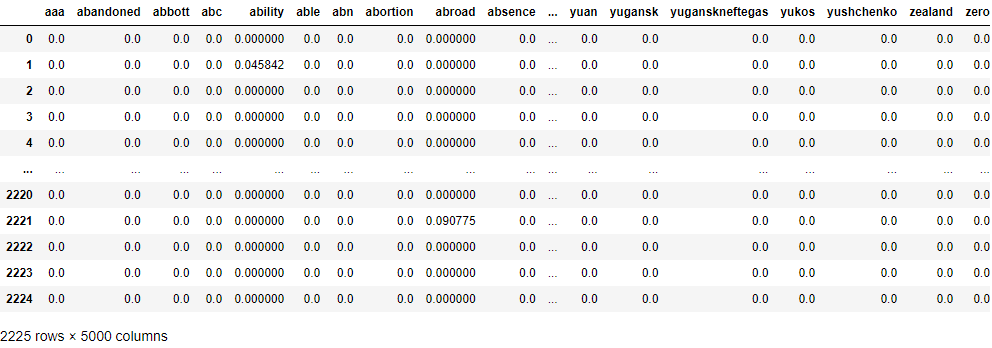 aaa abandoned abbott abc ability able abn abortion abroad absence ... yuan yugansk yuganskneftegas yukos yushchenko zealand zero
0 0.0 0.0 0.0 0.0 0.000000 0.0 0.0 0.0 0.000000 0.0 ... 0.0 0.0 0.0 0.0 0.0 0.0 0.0
1 0.0 0.0 0.0 0.0 0.045842 0.0 0.0 0.0 0.000000 0.0 ... 0.0 0.0 0.0 0.0 0.0 0.0 0.0
2 0.0 0.0 0.0 0.0 0.000000 0.0 0.0 0.0 0.000000 0.0 ... 0.0 0.0 0.0 0.0 0.0 0.0 0.0
3 0.0 0.0 0.0 0.0 0.000000 0.0 0.0 0.0 0.000000 0.0 ... 0.0 0.0 0.0 0.0 0.0 0.0 0.0
4 0.0 0.0 0.0 0.0 0.000000 0.0 0.0 0.0 0.000000 0.0 ... 0.0 0.0 0.0 0.0 0.0 0.0 0.0
... ... ... ... ... ... ... ... ... ... ... ... ... ... ... ... ... ... ...
2220 0.0 0.0 0.0 0.0 0.000000 0.0 0.0 0.0 0.000000 0.0 ... 0.0 0.0 0.0 0.0 0.0 0.0 0.0
2221 0.0 0.0 0.0 0.0 0.000000 0.0 0.0 0.0 0.090775 0.0 ... 0.0 0.0 0.0 0.0 0.0 0.0 0.0
2222 0.0 0.0 0.0 0.0 0.000000 0.0 0.0 0.0 0.000000 0.0 ... 0.0 0.0 0.0 0.0 0.0 0.0 0.0
2223 0.0 0.0 0.0 0.0 0.000000 0.0 0.0 0.0 0.000000 0.0 ... 0.0 0.0 0.0 0.0 0.0 0.0 0.0
2224 0.0 0.0 0.0 0.0 0.000000 0.0 0.0 0.0 0.000000 0.0 ... 0.0 0.0 0.0 0.0 0.0 0.0 0.0
2225 rows × 5000 columns